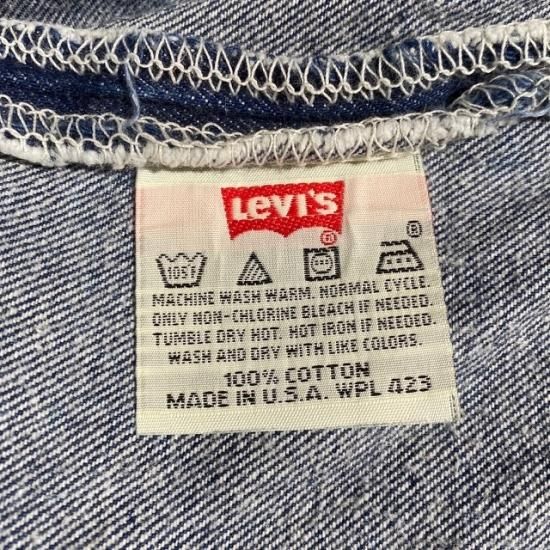 Levi's
®
®
105F
MACHINE WASH WARM. NORMAL CYCLE.
ONLY NON-CHLORINE BLEACH IF NEEDED.
TUMBLE DRY HOT. HOT IRON IF NEEDED.
WASH AND DRY WITH LIKE COLORS.
100% COTTON
MADE IN U.S.A. WPL 423